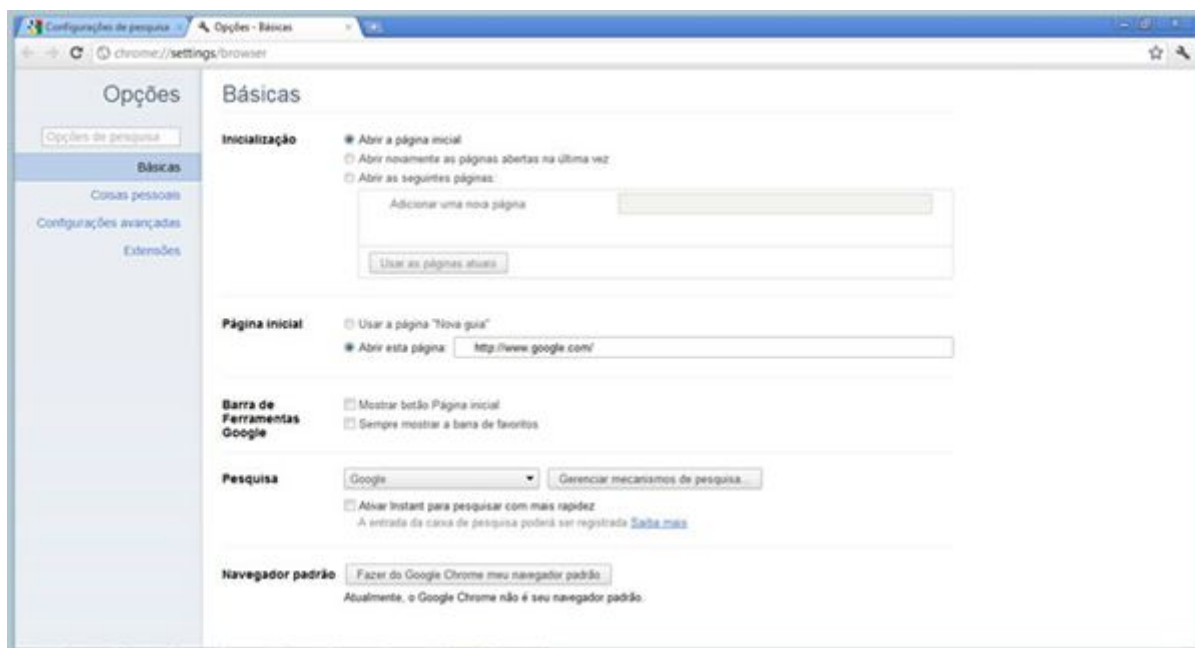 Configurações de pesquisa
Opções - Básicas
chrome://settings/browser
Opções
Básicas
Opções de pesquisa
Básicas
Coisas pessoais
Configurações avançadas
Extensões
Inicialização
Abrir a página inicial
Abrir novamente as páginas abertas na última vez
Abrir as seguintes páginas:
Adicionar uma nova página
Usar as páginas atuais
Página inicial
Usar a página "Nova guia"
Abrir esta página: http://www.google.com/
Barra de
Ferramentas
Google
Mostrar botão Página inicial
Sempre mostrar a barra de favoritos
Pesquisa
Google
Gerenciar mecanismos de pesquisa...
Ativar Instant para pesquisar com mais rapidez
A entrada da caixa de pesquisa poderá ser registrada Saiba mais
Navegador padrão
Fazer do Google Chrome meu navegador padrão
Atualmente, o Google Chrome não é seu navegador padrão.